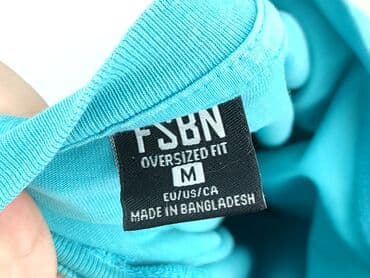 FSBN
OVERSIZED FIT
M
EU/US/CA
MADE IN BANGLADESH